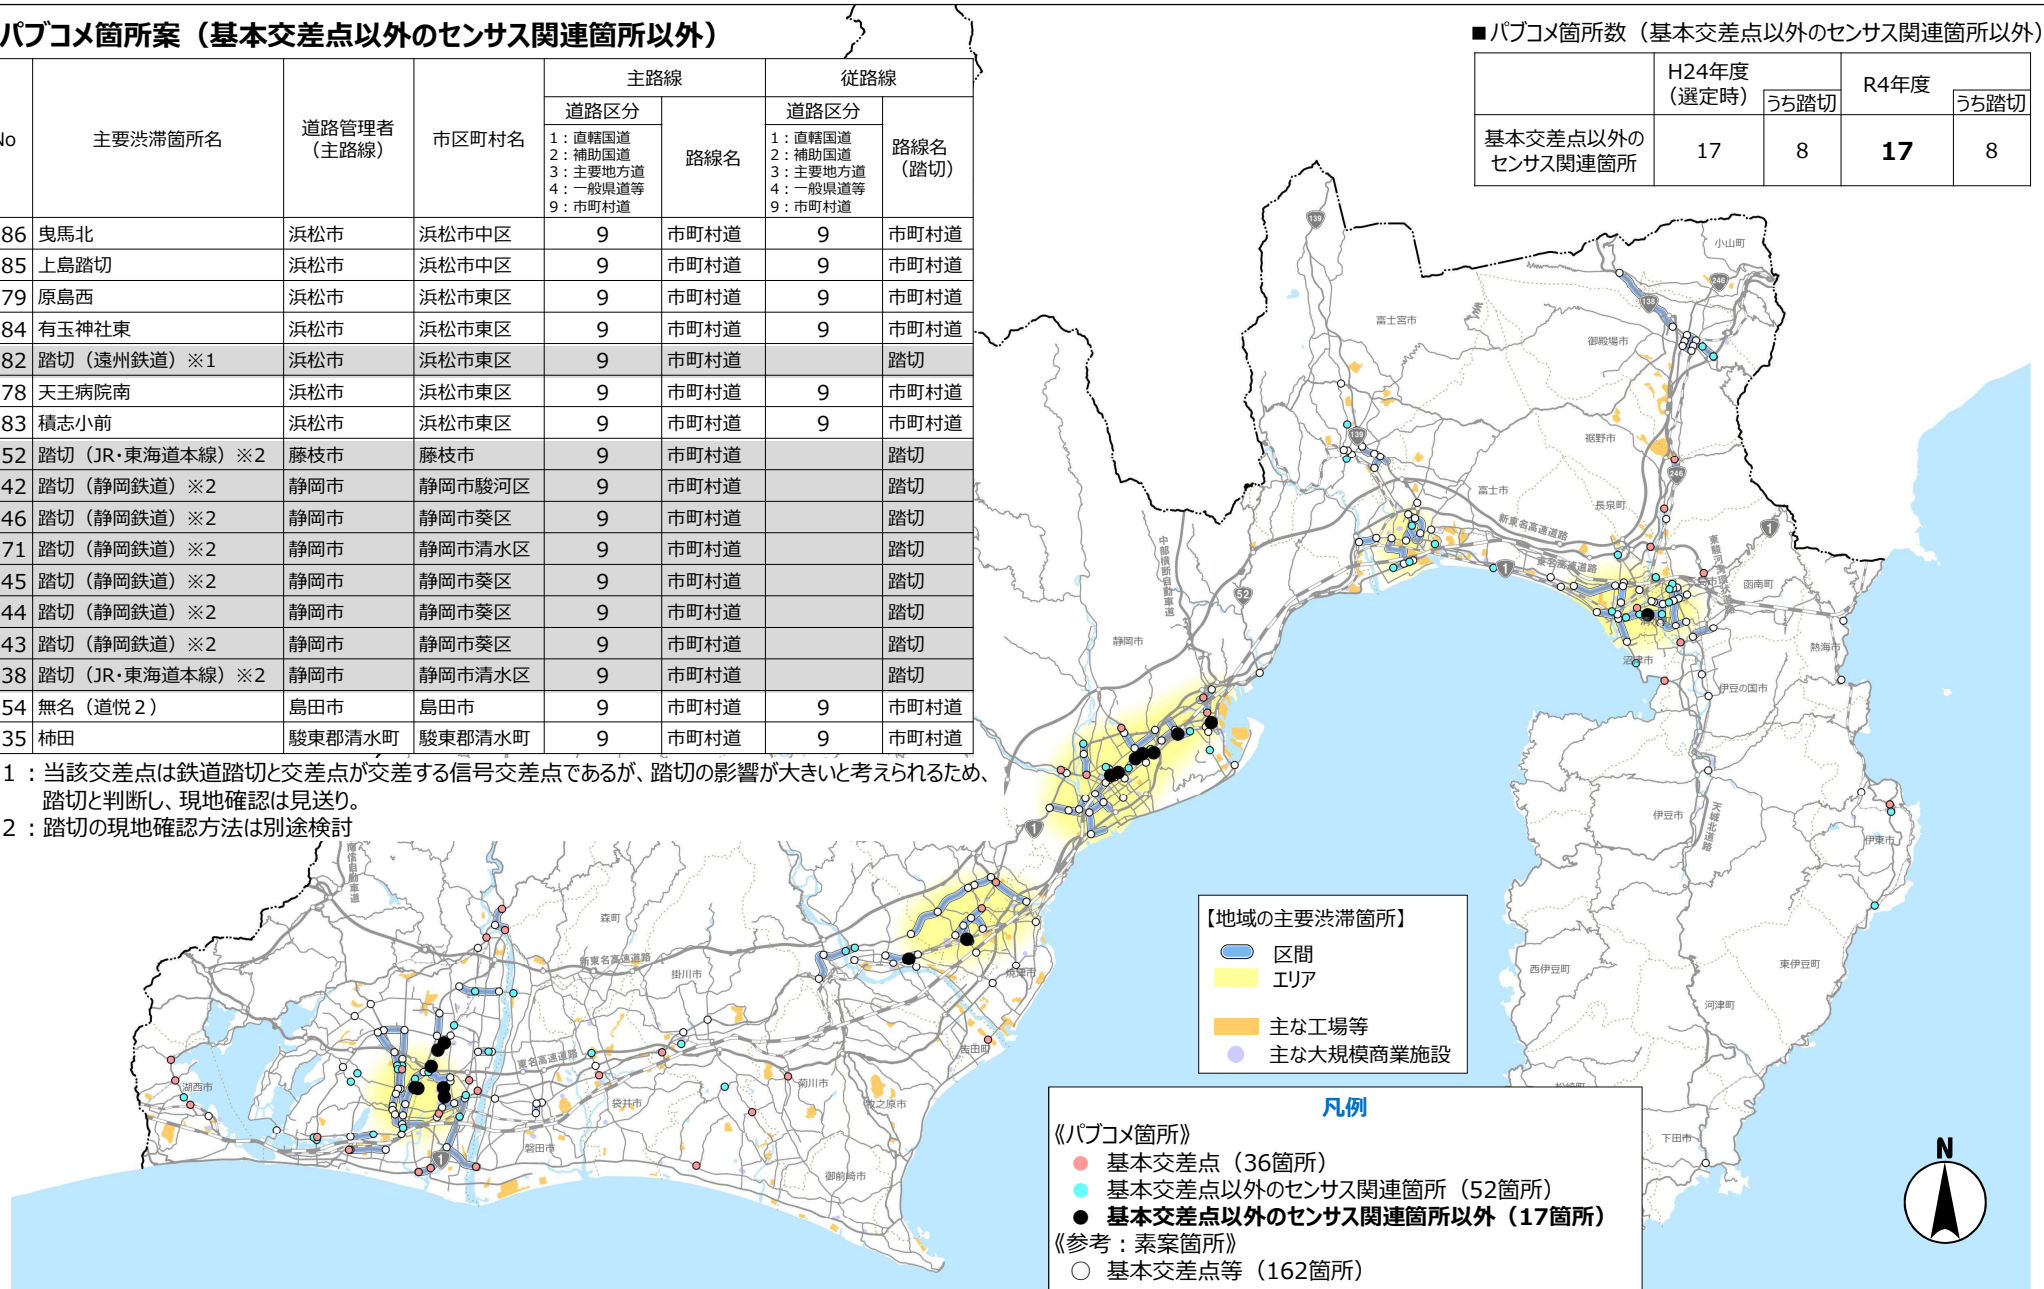 パブコメ箇所案（基本交差点以外のセンサス関連箇所以外）
■パブコメ箇所数（基本交差点以外のセンサス関連箇所以外）
H24年度（選定時） うち踏切 R4年度 うち踏切
基本交差点以外のセンサス関連箇所 17 8 17 8
No 主要渋滞箇所名 道路管理者（主路線） 市区町村名 主路線 従路線
道路区分 路線名 道路区分 路線名（踏切）
1：直轄国道 1：直轄国道
2：補助国道 2：補助国道
3：主要地方道 3：主要地方道
4：一般県道等 4：一般県道等
9：市町村道 9：市町村道
86 曳馬北 浜松市 浜松市中区 9 市町村道 9 市町村道
85 上島踏切 浜松市 浜松市中区 9 市町村道 9 市町村道
79 原島西 浜松市 浜松市東区 9 市町村道 9 市町村道
84 有玉神社東 浜松市 浜松市東区 9 市町村道 9 市町村道
82 踏切（遠州鉄道）※1 浜松市 浜松市東区 9 市町村道 踏切
78 天王病院南 浜松市 浜松市東区 9 市町村道 9 市町村道
83 積志小前 浜松市 浜松市東区 9 市町村道 9 市町村道
52 踏切（JR・東海道本線）※2 藤枝市 藤枝市 9 市町村道 踏切
42 踏切（静岡鉄道）※2 静岡市 静岡市駿河区 9 市町村道 踏切
46 踏切（静岡鉄道）※2 静岡市 静岡市葵区 9 市町村道 踏切
71 踏切（静岡鉄道）※2 静岡市 静岡市清水区 9 市町村道 踏切
45 踏切（静岡鉄道）※2 静岡市 静岡市葵区 9 市町村道 踏切
44 踏切（静岡鉄道）※2 静岡市 静岡市葵区 9 市町村道 踏切
43 踏切（静岡鉄道）※2 静岡市 静岡市葵区 9 市町村道 踏切
38 踏切（JR・東海道本線）※2 静岡市 静岡市清水区 9 市町村道 踏切
54 無名（道悦２） 島田市 島田市 9 市町村道 9 市町村道
35 柿田 駿東郡清水町 駿東郡清水町 9 市町村道 9 市町村道
1：当該交差点は鉄道踏切と交差点が交差する信号交差点であるが、踏切の影響が大きいと考えられるため、
踏切と判断し、現地確認は見送り。
2：踏切の現地確認方法は別途検討
139
小山町
246
138
富士宮市
御殿場市
139
裾野市
246
富士市
長泉町
新東名高速道路
1
中部横断自動車道
東名高速道路
1
函南町
52
静岡市
沼津市
熱海市
伊豆の国市
天城北道路
伊豆市
伊東市
1
森町
新東名高速道路
掛川市
焼津市
西伊豆町
東伊豆町
河津町
東名高速道路
吉田町
湖西市
菊川市
袋井市
牧之原市
磐田市
1
御前崎市
下田市
【地域の主要渋滞箇所】
区間
エリア
主な工場等
主な大規模商業施設
凡例
《パブコメ箇所》
基本交差点（36箇所）
基本交差点以外のセンサス関連箇所（52箇所）
基本交差点以外のセンサス関連箇所以外（17箇所）
《参考：素案箇所》
基本交差点等（162箇所）
N